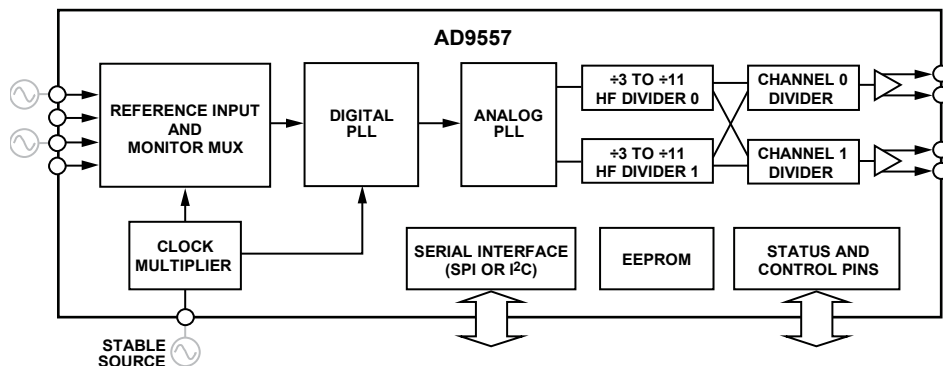 AD9557
REFERENCE INPUT
AND
MONITOR MUX
DIGITAL
PLL
ANALOG
PLL
÷3 TO ÷11
HF DIVIDER 0
CHANNEL 0
DIVIDER
÷3 TO ÷11
HF DIVIDER 1
CHANNEL 1
DIVIDER
CLOCK
MULTIPLIER
SERIAL INTERFACE
(SPI OR I²C)
EEPROM
STATUS AND
CONTROL PINS
STABLE
SOURCE